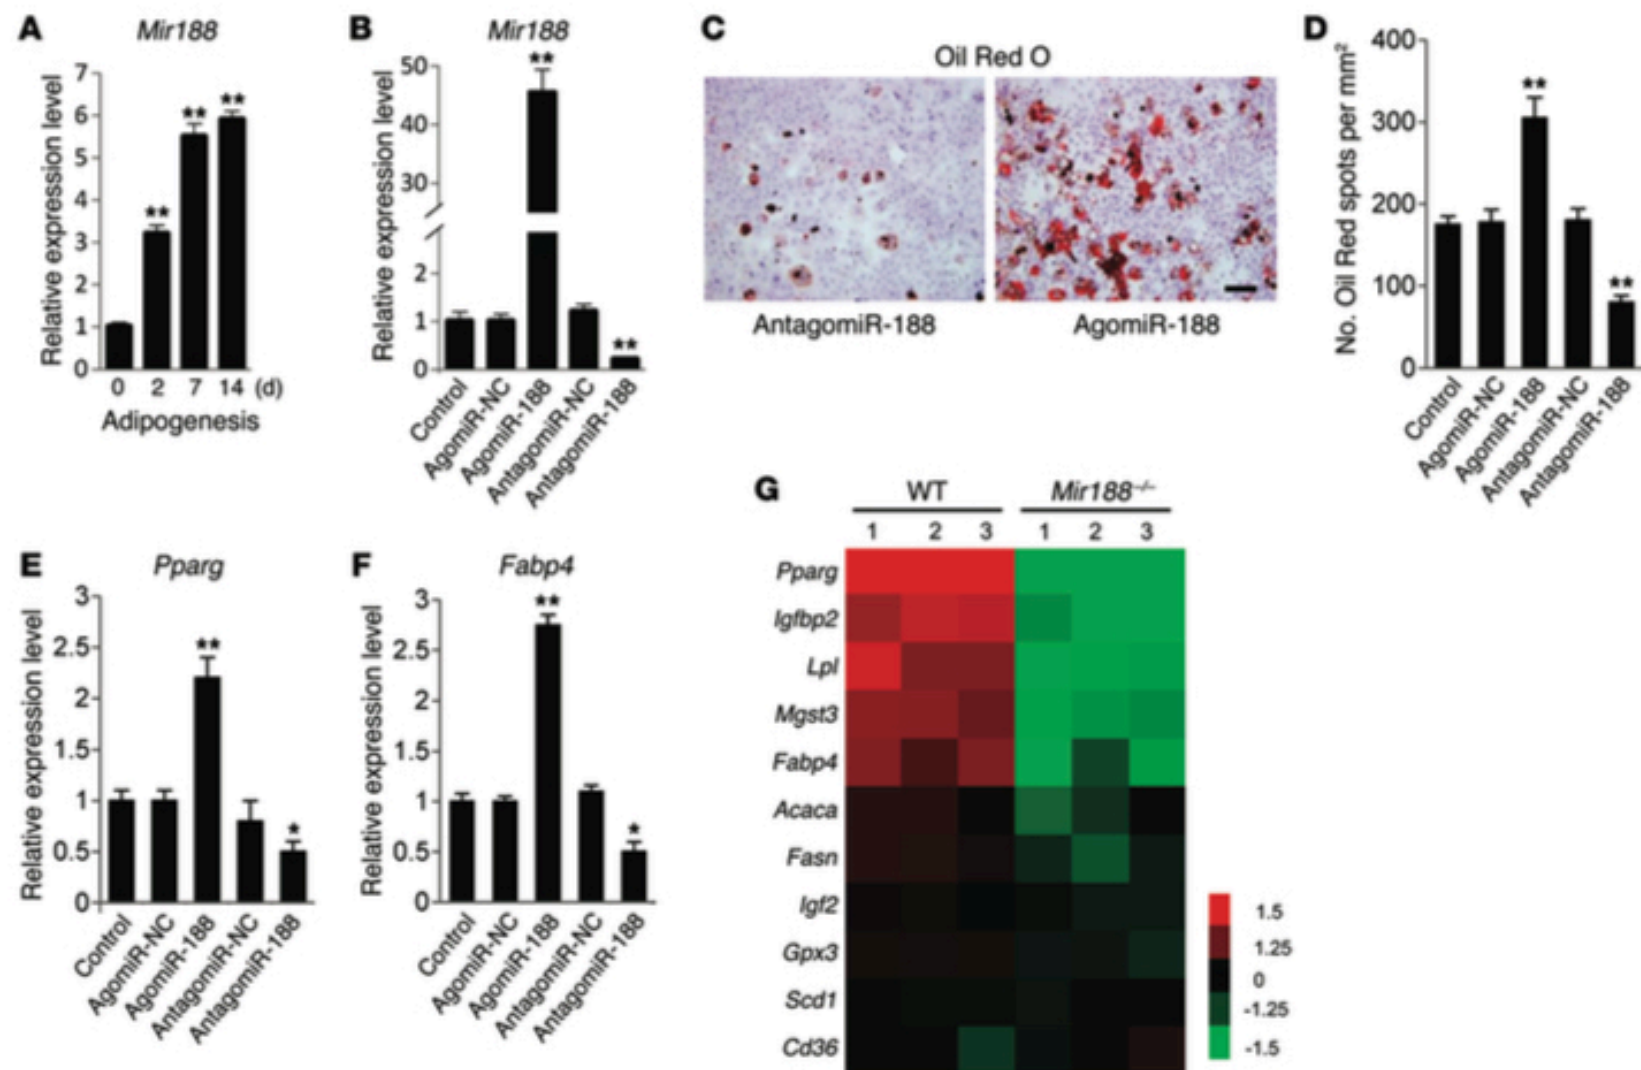 A
Mir188
Relative expression level
7
6
5
4
3
2
1
0
**
**
**
0 2 7 14 (d)
Adipogenesis
B
Mir188
Relative expression level
50
40
30
2
1
0
**
**
Control
AgomiR-NC
AgomiR-188
AntagomiR-NC
AntagomiR-188
C
Oil Red O
AntagomiR-188
AgomiR-188
D
No. Oil Red spots per mm²
400
300
200
100
0
**
**
Control
AgomiR-NC
AgomiR-188
AntagomiR-NC
AntagomiR-188
E
Pparg
Relative expression level
3
2.5
2
1.5
1
0.5
0
**
*
Control
AgomiR-NC
AgomiR-188
AntagomiR-NC
AntagomiR-188
F
Fabp4
Relative expression level
3
2.5
2
1.5
1
0.5
0
**
*
Control
AgomiR-NC
AgomiR-188
AntagomiR-NC
AntagomiR-188
G
WT Mir188⁻/⁻
1 2 3 1 2 3
Pparg
Igfbp2
Lpl
Mgst3
Fabp4
Acaca
Fasn
Igf2
Gpx3
Scd1
Cd36
1.5
1.25
0
-1.25
-1.5